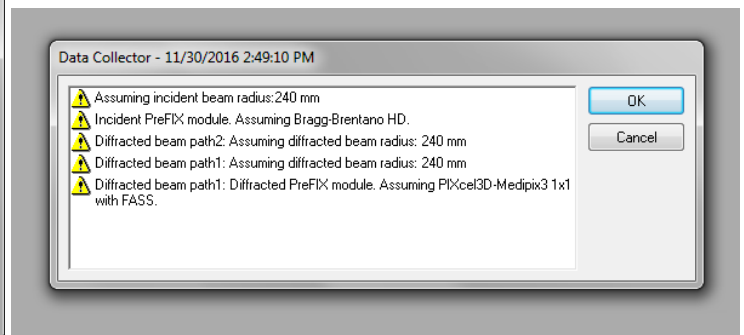 Data Collector - 11/30/2016 2:49:10 PM
Assuming incident beam radius:240 mm
OK
Incident PreFIX module. Assuming Bragg-Brentano HD.
Diffracted beam path2: Assuming diffracted beam radius: 240 mm
Cancel
Diffracted beam path1: Assuming diffracted beam radius: 240 mm
Diffracted beam path1: Diffracted PreFIX module. Assuming PIXcel3D-Medipix3 1x1
with FASS.